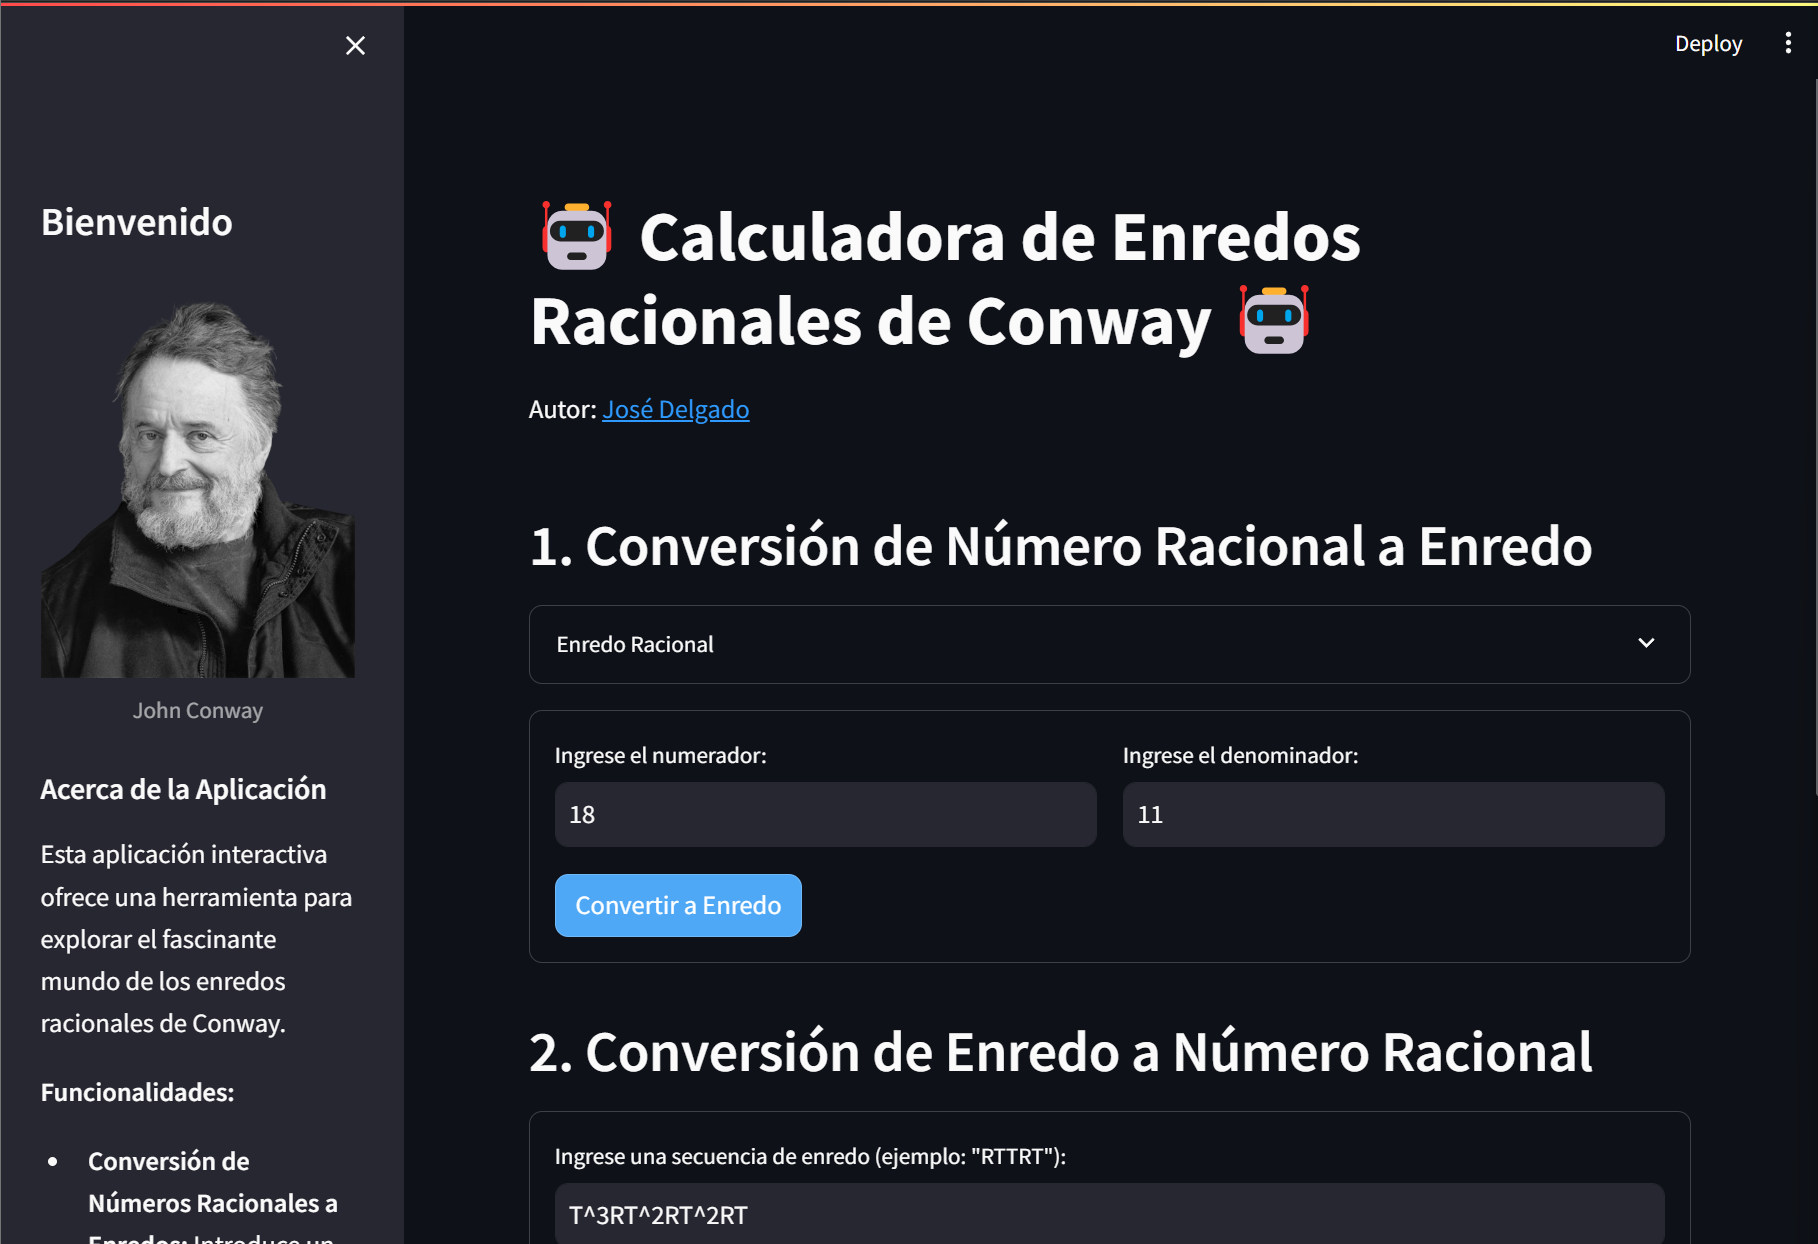 Deploy
Bienvenido
John Conway
Acerca de la Aplicación
Esta aplicación interactiva
ofrece una herramienta para
explorar el fascinante
mundo de los enredos
racionales de Conway.
Funcionalidades:
Conversión de
Números Racionales a
Enredos: Introduce un
Calculadora de Enredos
Racionales de Conway
Autor: José Delgado
1. Conversión de Número Racional a Enredo
Enredo Racional
Ingrese el numerador:
18
Ingrese el denominador:
11
Convertir a Enredo
2. Conversión de Enredo a Número Racional
Ingrese una secuencia de enredo (ejemplo: "RTTRT"):
T^3RT^2RT^2RT